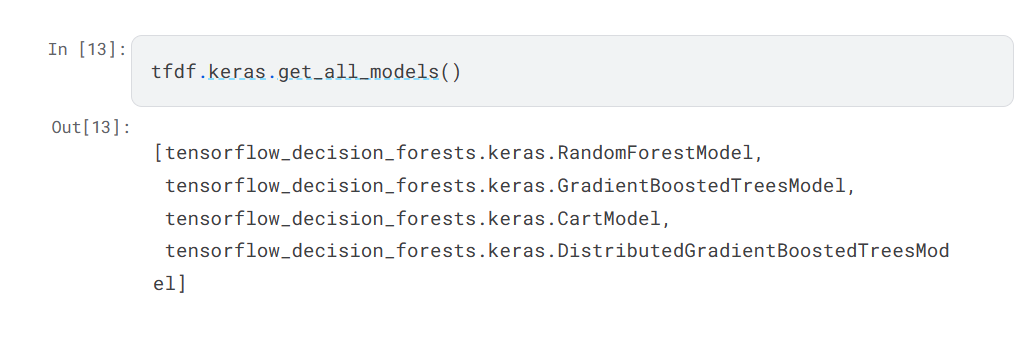 In [13]:
tfdf.keras.get_all_models()
Out[13]:
[tensorflow_decision_forests.keras.RandomForestModel,
 tensorflow_decision_forests.keras.GradientBoostedTreesModel,
 tensorflow_decision_forests.keras.CartModel,
 tensorflow_decision_forests.keras.DistributedGradientBoostedTreesMod
el]